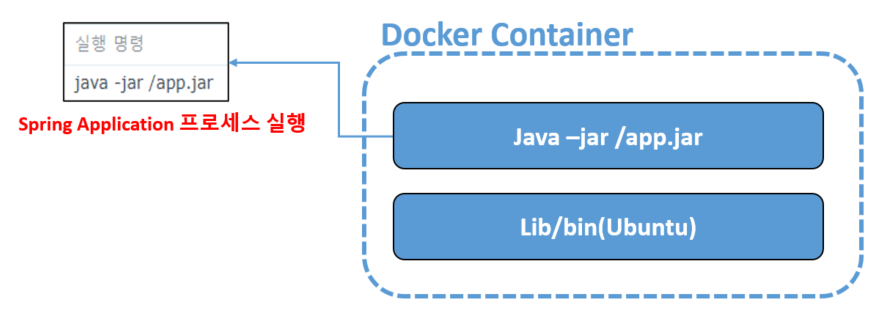 실행 명령
java -jar /app.jar
Spring Application 프로세스 실행
Docker Container
Java –jar /app.jar
Lib/bin(Ubuntu)